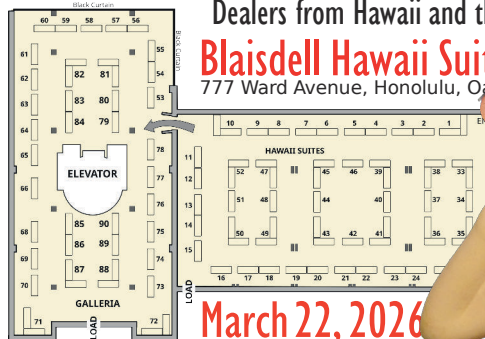 Black Curtain
Dealers from Hawaii and th
Blaisdell Hawaii Suit
777 Ward Avenue, Honolulu, Oa
60 59 58 57 56
Black Curtain
61 55
62 82 81 54
63 83 80 53
64 84 79
65 78
ELEVATOR
66 77
76
68 85 90 75
69 86 89 74
70 87 88 73
GALLERIA
71 72
LOAD
LOAD
10 9 8 7 6 5 4 3 2 1 EN
HAWAII SUITES
11
12
13
14
15
52 47 45 46 39 38 33
51 48 44 40 37 34
50 49 43 42 41 36 35
16 17 18 19 20 21 22 23
March 22, 2026